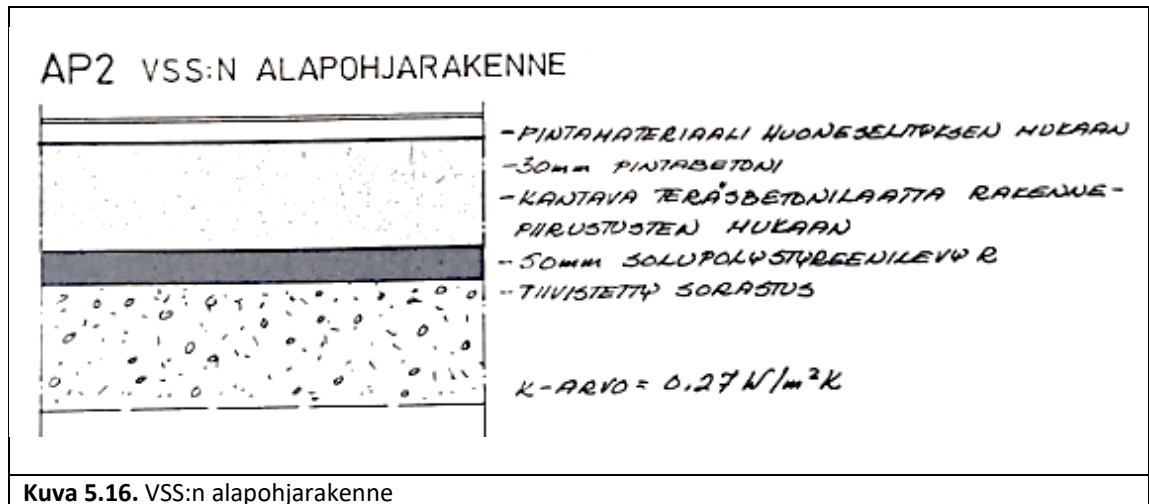 AP2 VSS:N ALAPOHJARAKENNE
-PINTAMATERIAALI HUONESELITYKSEN MUKAAN
-30mm PINTABETONI
-KANTAVA TERÄSBETONILAATTA RAKENNE-
PIIRUSTUSTEN MUKAAN
-50mm SOLUPOLYSTYREENILEVY R
-TIIVISTETTY SORASTUS
K-ARVO = 0,27 W/m²K
Kuva 5.16. VSS:n alapohjarakenne